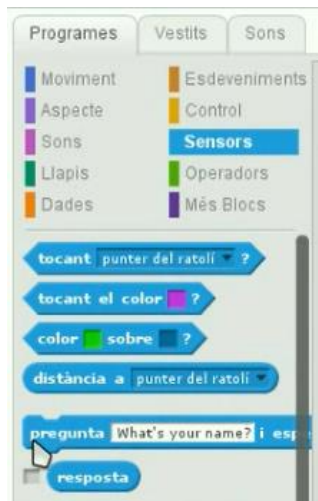 Programes Vestits Sons
Moviment Esdeveniments
Aspecte Control
Sons Sensors
Llapis Operadors
Dades Més Blocs
tocant punter del ratolí ?
tocant el color ?
color sobre ?
distància a punter del ratolí
pregunta What's your name? i espe
resposta